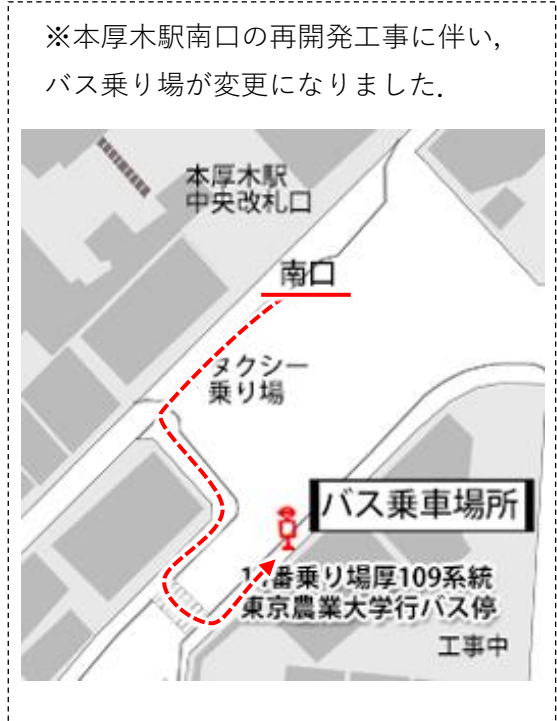 ※本厚木駅南口の再開発工事に伴い,
バス乗り場が変更になりました.
本厚木駅
中央改札口
南口
タクシー
乗り場
バス乗車場所
番乗り場厚109系統
東京農業大学行バス停
工事中